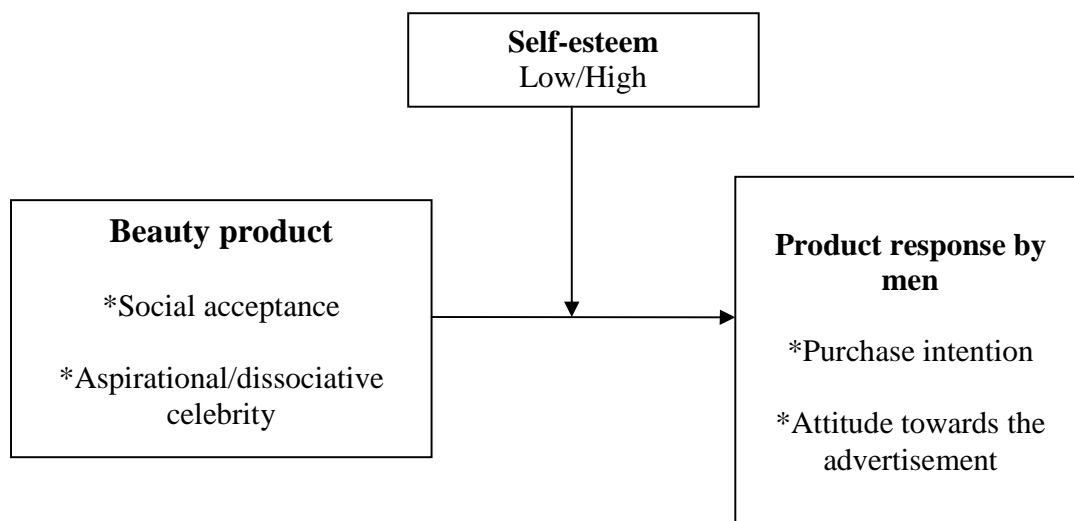 Self-esteem
Low/High
Beauty product
*Social acceptance
*Aspirational/dissociative
celebrity
Product response by
men
*Purchase intention
*Attitude towards the
advertisement